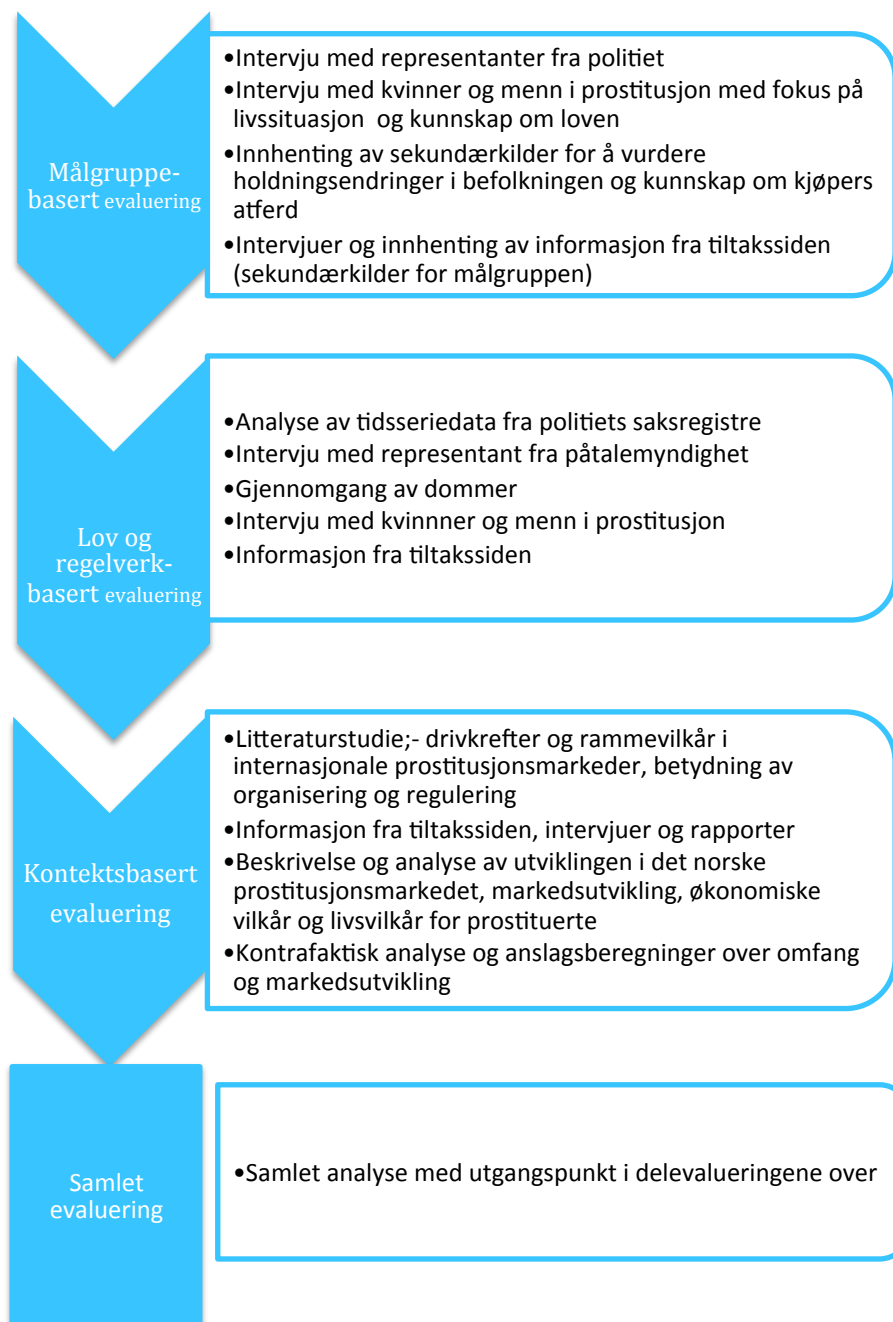 Målgruppe-
basert evaluering
•Intervju med representanter fra politiet
•Intervju med kvinner og menn i prostitusjon med fokus på
livssituasjon og kunnskap om loven
•Innhenting av sekundærkilder for å vurdere
holdningsendringer i befolkningen og kunnskap om kjøpers
atferd
•Intervjuer og innhenting av informasjon fra tiltakssiden
(sekundærkilder for målgruppen)
Lov og
regelverk-
basert evaluering
•Analyse av tidsseriedata fra politiets saksregistre
•Intervju med representant fra påtalemyndighet
•Gjennomgang av dommer
•Intervju med kvinnner og menn i prostitusjon
•Informasjon fra tiltakssiden
Kontektsbasert
evaluering
•Litteraturstudie;- drivkrefter og rammevilkår i
internasjonale prostitusjonsmarkeder, betydning av
organisering og regulering
•Informasjon fra tiltakssiden, intervjuer og rapporter
•Beskrivelse og analyse av utviklingen i det norske
prostitusjonsmarkedet, markedsutvikling, økonomiske
vilkår og livsvilkår for prostituerte
•Kontrafaktisk analyse og anslagsberegninger over omfang
og markedsutvikling
Samlet
evaluering
•Samlet analyse med utgangspunkt i delevalueringene over